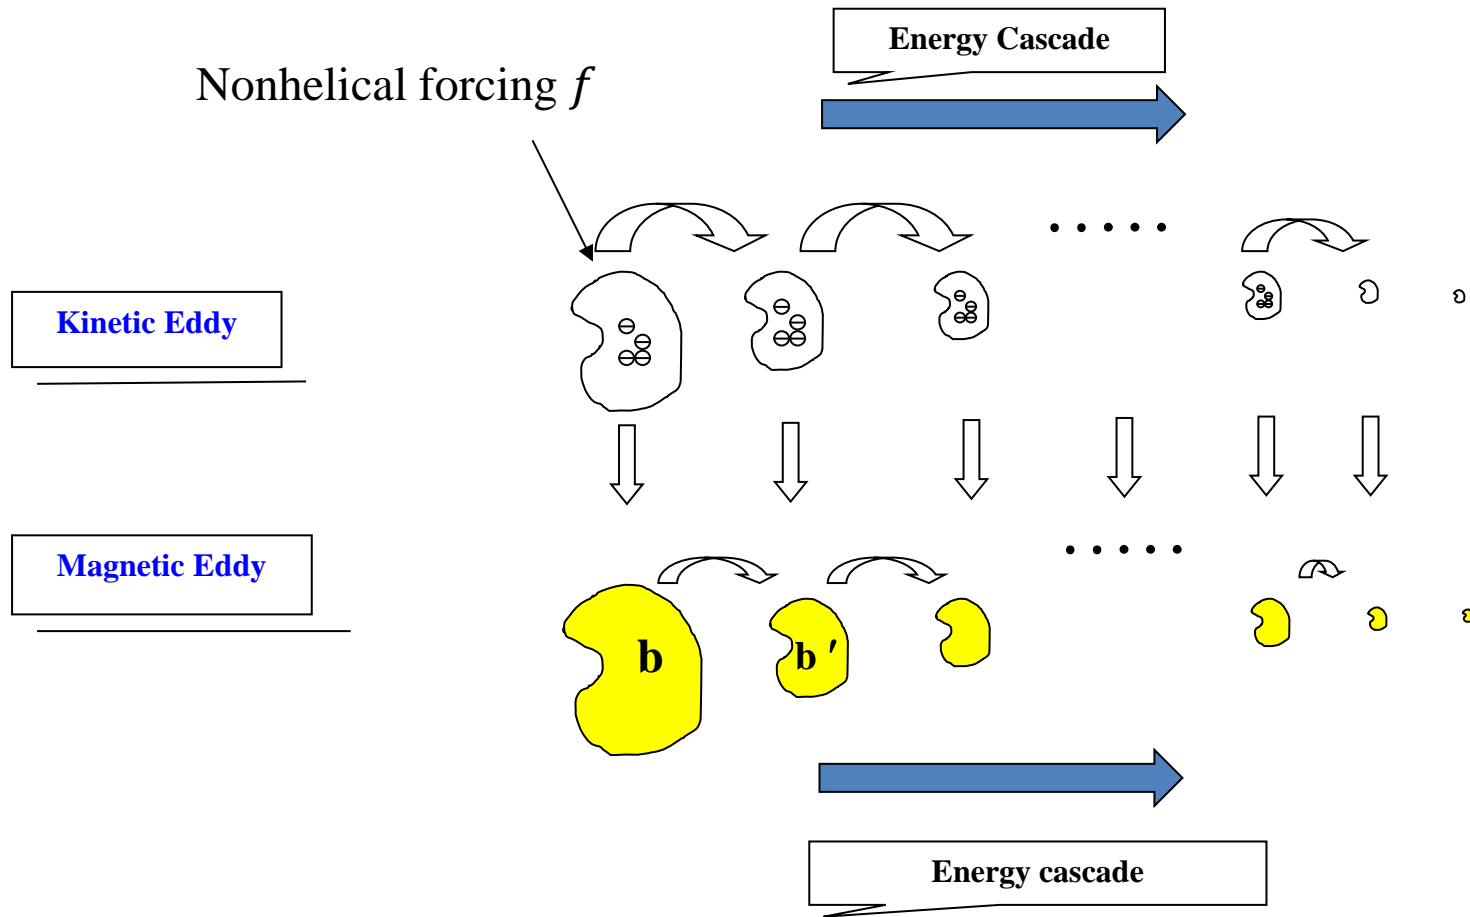 Energy Cascade
Nonhelical forcing f
Kinetic Eddy
Magnetic Eddy
b
b ′
Energy cascade